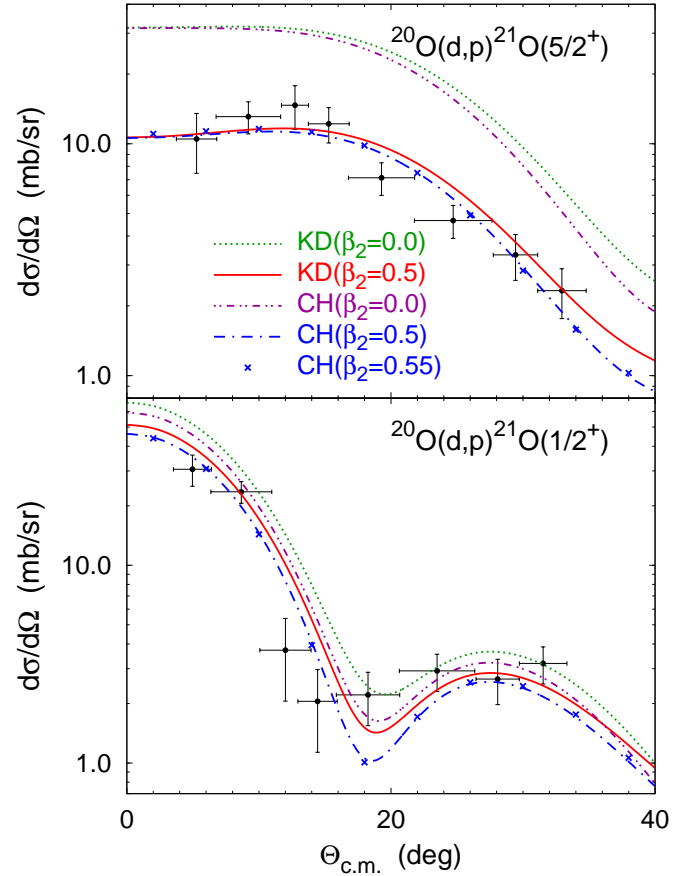 ²⁰O(d,p)²¹O(5/2⁺)
dσ/dΩ (mb/sr)
10.0
1.0
KD(β₂=0.0)
KD(β₂=0.5)
CH(β₂=0.0)
CH(β₂=0.5)
CH(β₂=0.55)
²⁰O(d,p)²¹O(1/2⁺)
dσ/dΩ (mb/sr)
10.0
1.0
0 20 40
Θc.m. (deg)